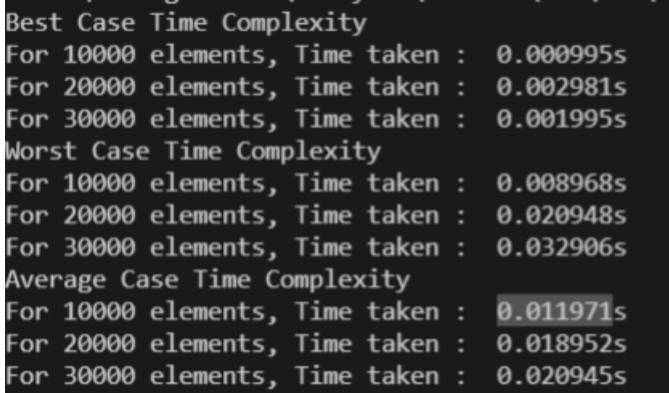 Best Case Time Complexity
For 10000 elements, Time taken :  0.000995s
For 20000 elements, Time taken :  0.002981s
For 30000 elements, Time taken :  0.001995s
Worst Case Time Complexity
For 10000 elements, Time taken :  0.008968s
For 20000 elements, Time taken :  0.020948s
For 30000 elements, Time taken :  0.032906s
Average Case Time Complexity
For 10000 elements, Time taken :  0.011971s
For 20000 elements, Time taken :  0.018952s
For 30000 elements, Time taken :  0.020945s